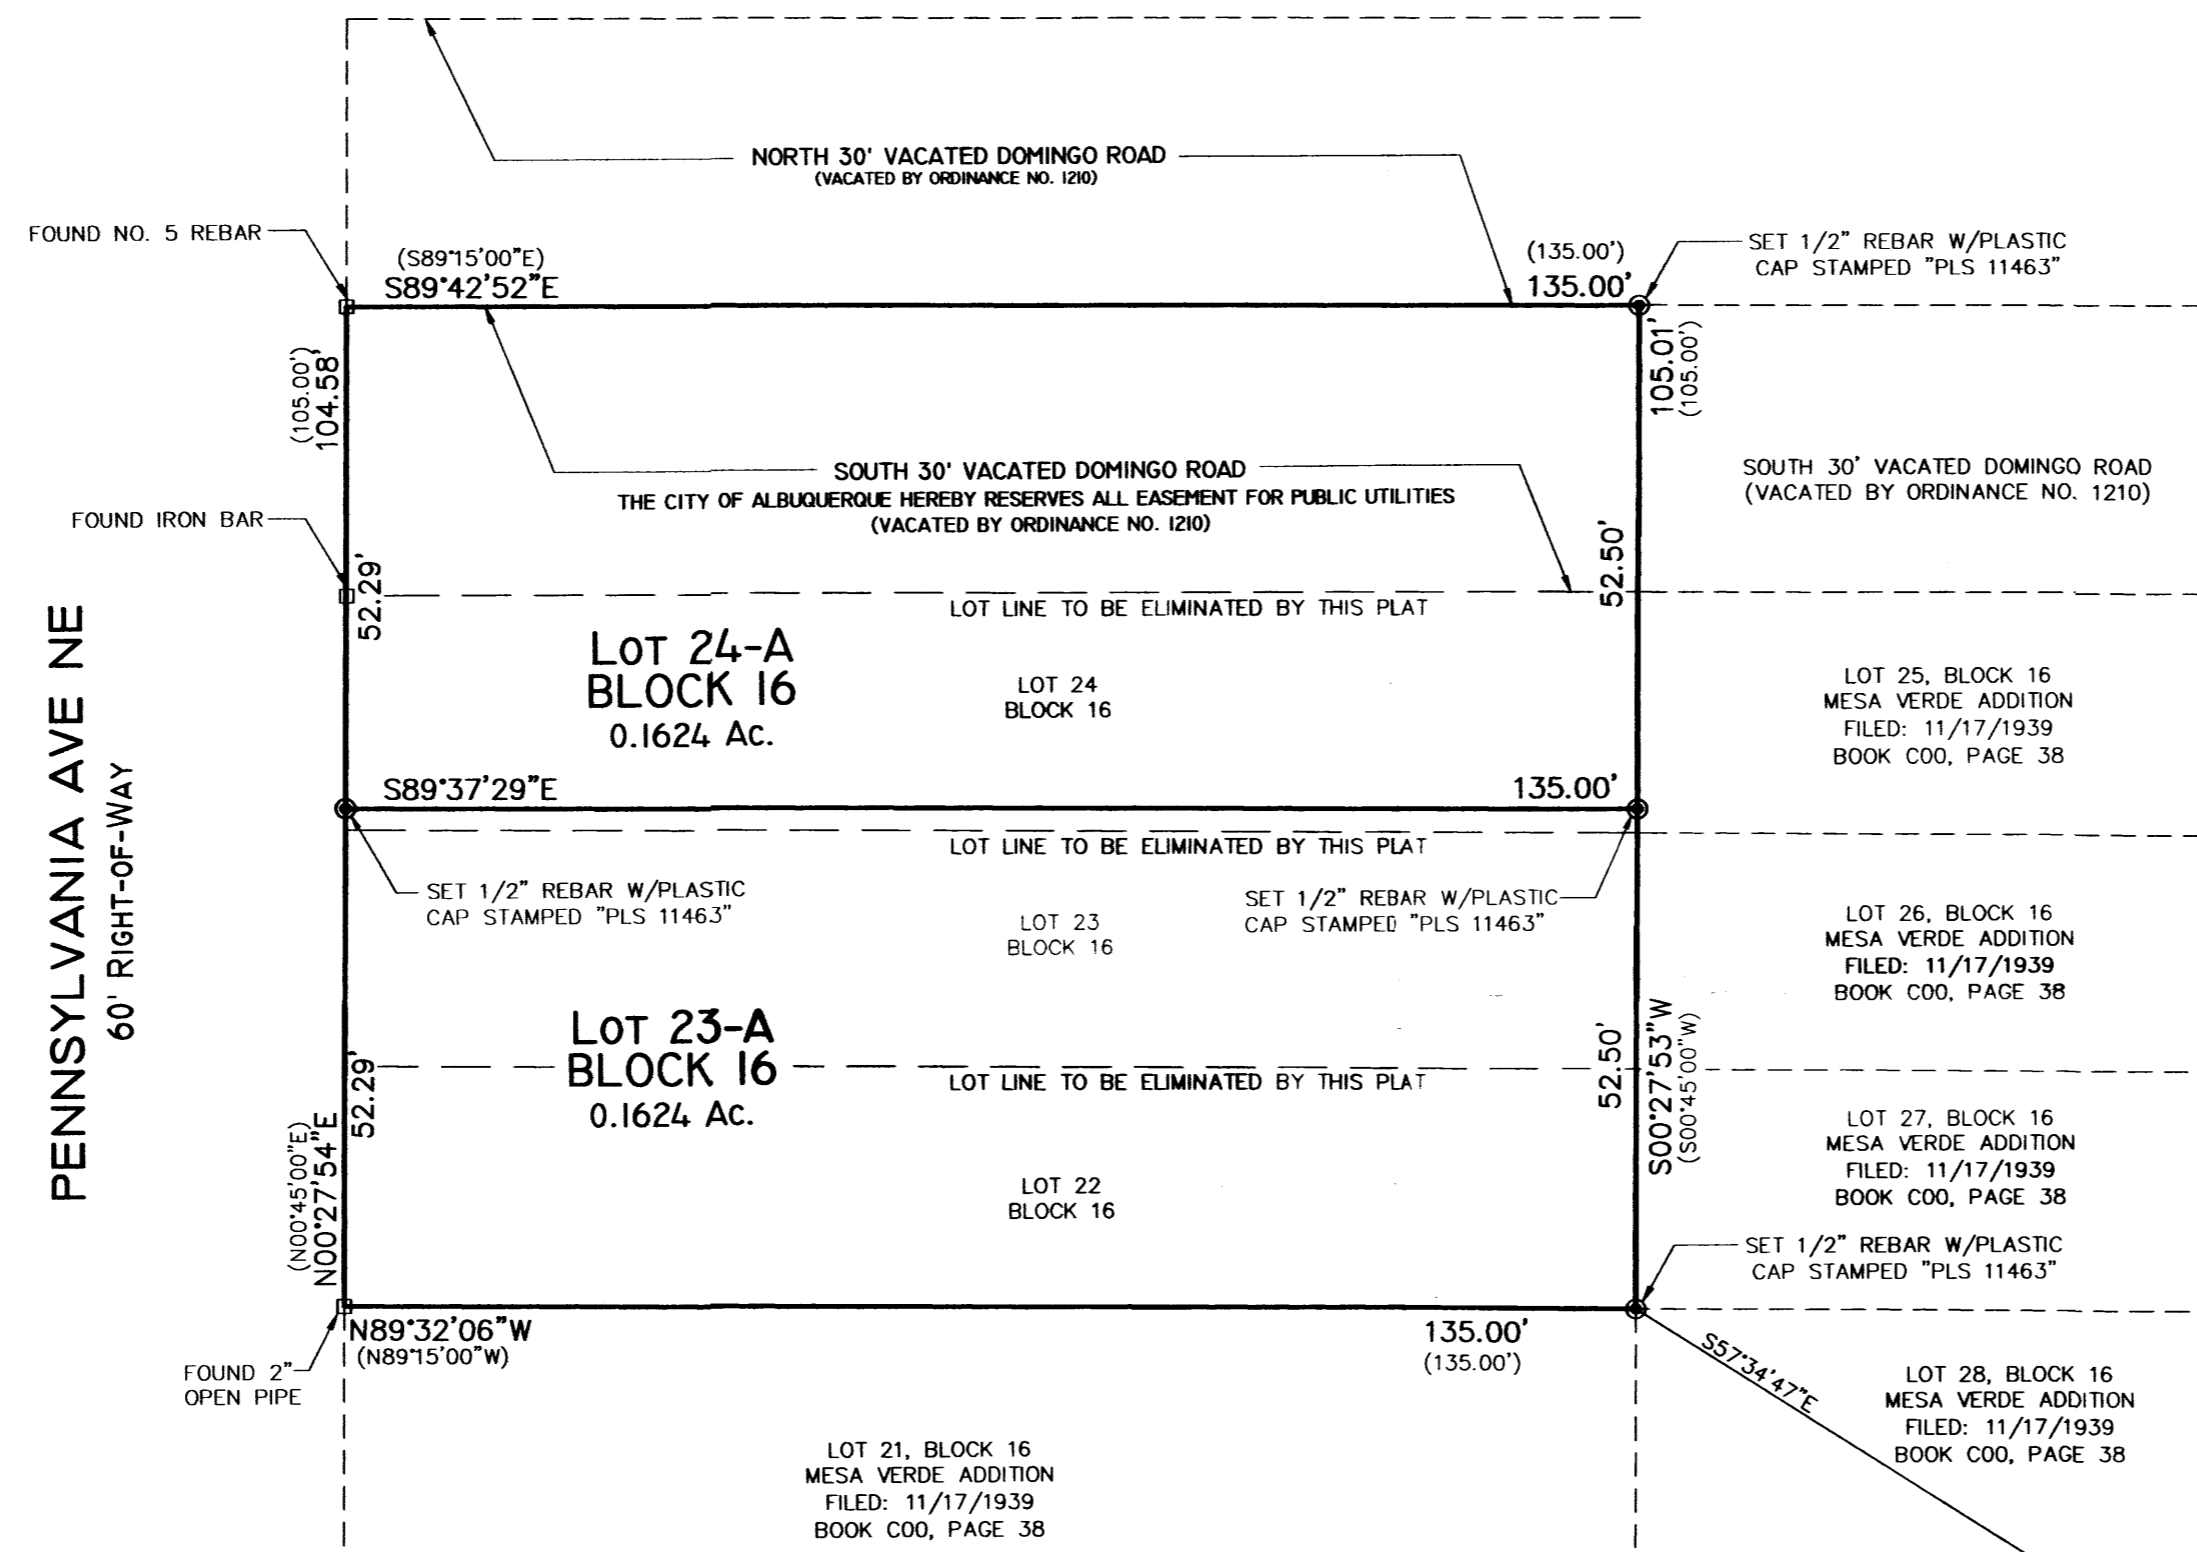 NORTH 30' VACATED DOMINGO ROAD
(VACATED BY ORDINANCE NO. 1210)
FOUND NO. 5 REBAR
(S89°15'00"E)
S89°42'52"E
(135.00')
135.00'
SET 1/2" REBAR W/PLASTIC
CAP STAMPED "PLS 11463"
(105.00')
104.58'
105.01'
(105.00')
SOUTH 30' VACATED DOMINGO ROAD
THE CITY OF ALBUQUERQUE HEREBY RESERVES ALL EASEMENT FOR PUBLIC UTILITIES
(VACATED BY ORDINANCE NO. 1210)
SOUTH 30' VACATED DOMINGO ROAD
(VACATED BY ORDINANCE NO. 1210)
FOUND IRON BAR
52.29'
52.50'
LOT LINE TO BE ELIMINATED BY THIS PLAT
LOT 24-A
BLOCK 16
0.1624 AC.
LOT 24
BLOCK 16
LOT 25, BLOCK 16
MESA VERDE ADDITION
FILED: 11/17/1939
BOOK C00, PAGE 38
PENNSYLVANIA AVE NE
60' RIGHT-OF-WAY
S89°37'29"E
135.00'
LOT LINE TO BE ELIMINATED BY THIS PLAT
SET 1/2" REBAR W/PLASTIC
CAP STAMPED "PLS 11463"
SET 1/2" REBAR W/PLASTIC
CAP STAMPED "PLS 11463"
LOT 23
BLOCK 16
LOT 26, BLOCK 16
MESA VERDE ADDITION
FILED: 11/17/1939
BOOK C00, PAGE 38
LOT 23-A
BLOCK 16
0.1624 AC.
52.29'
52.50'
S00°27'53"W
(S00°45'00"W)
LOT LINE TO BE ELIMINATED BY THIS PLAT
(N00°45'00"E)
N00°27'54"E
LOT 22
BLOCK 16
LOT 27, BLOCK 16
MESA VERDE ADDITION
FILED: 11/17/1939
BOOK C00, PAGE 38
SET 1/2" REBAR W/PLASTIC
CAP STAMPED "PLS 11463"
N89°32'06"W
(N89°15'00"W)
135.00'
(135.00')
FOUND 2"
OPEN PIPE
S57°34'47"E
LOT 28, BLOCK 16
MESA VERDE ADDITION
FILED: 11/17/1939
BOOK C00, PAGE 38
LOT 21, BLOCK 16
MESA VERDE ADDITION
FILED: 11/17/1939
BOOK C00, PAGE 38